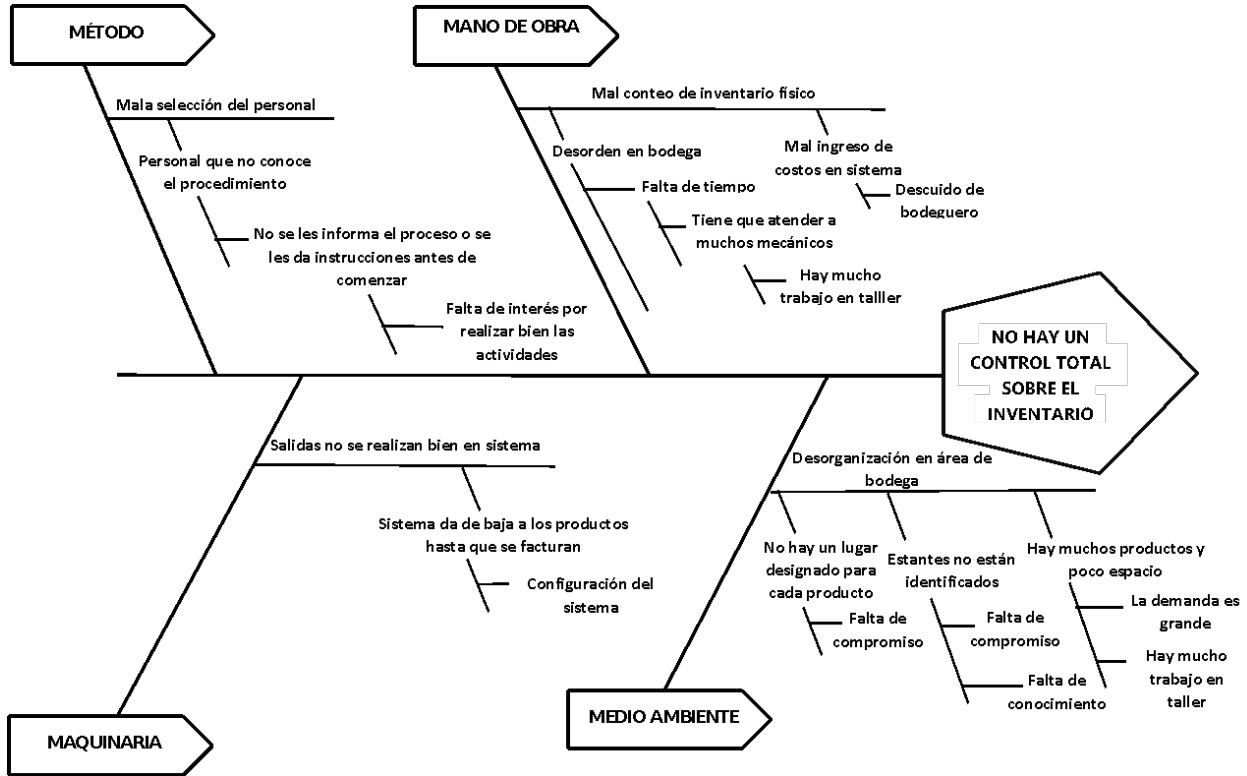 MÉTODO
MANO DE OBRA
Mala selección del personal
Personal que no conoce
el procedimiento
No se les informa el proceso o se
les da instrucciones antes de
comenzar
Falta de interés por
realizar bien las
actividades
Mal conteo de inventario físico
Desorden en bodega
Falta de tiempo
Tiene que atender a
muchos mecánicos
Hay mucho
trabajo en talller
Mal ingreso de
costos en sistema
Descuido de
bodeguero
NO HAY UN
CONTROL TOTAL
SOBRE EL
INVENTARIO
Salidas no se realizan bien en sistema
Sistema da de baja a los productos
hasta que se facturan
Configuración del
sistema
Desorganización en área de
bodega
No hay un lugar
designado para
cada producto
Falta de
compromiso
Estantes no están
identificados
Falta de
compromiso
Falta de
conocimiento
Hay muchos productos y
poco espacio
La demanda es
grande
Hay mucho
trabajo en
taller
MAQUINARIA
MEDIO AMBIENTE